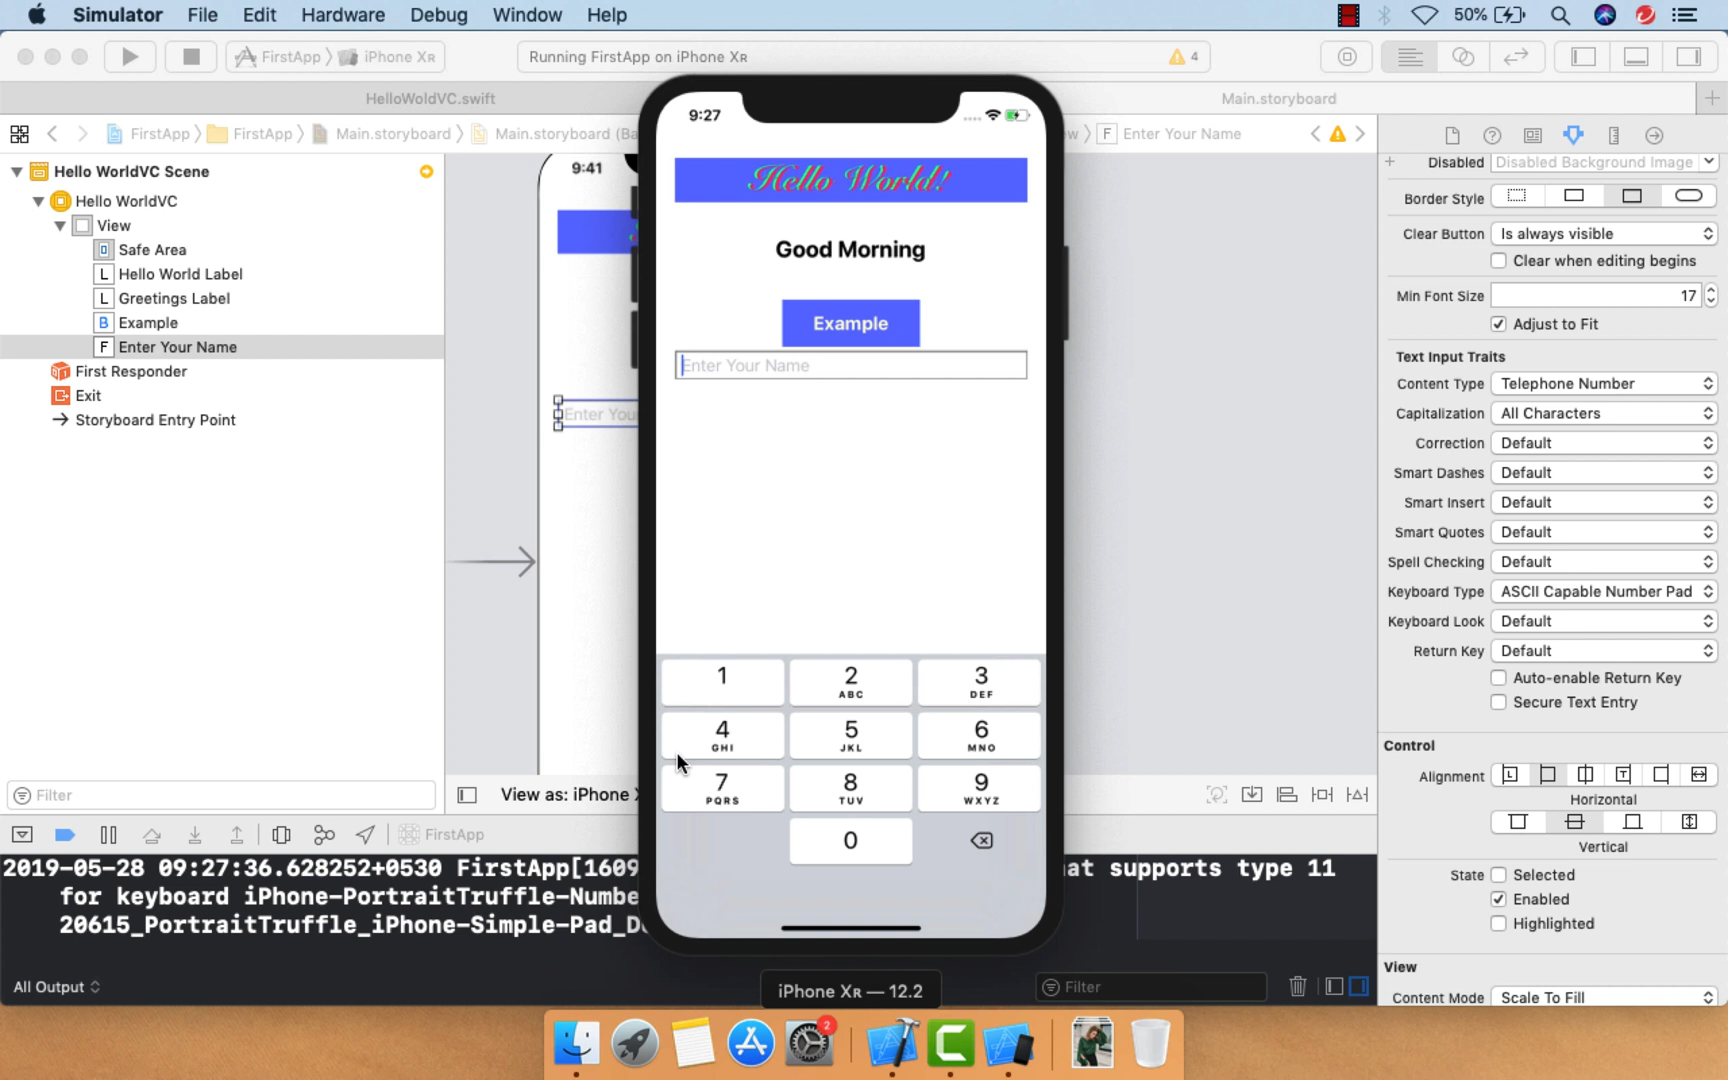 Simulator File Edit Hardware Debug Window Help 50%
FirstApp iPhone XR Running FirstApp on iPhone XR 4
HelloWoldVC.swift Main.storyboard
FirstApp FirstApp Main.storyboard Main.storyboard (Ba F Enter Your Name
Hello WorldVC Scene
Hello WorldVC
View
Safe Area
L Hello World Label
L Greetings Label
B Example
F Enter Your Name
First Responder
Exit
Storyboard Entry Point
Filter
9:41
Enter You
View as: iPhone X
9:27
Hello World!
Good Morning
Example
Enter Your Name
1 2 3
ABC DEF
4 5 6
GHI JKL MNO
7 8 9
PQRS TUV WXYZ
0
iPhone XR — 12.2
Disabled Disabled Background Image
Border Style
Clear Button Is always visible
Clear when editing begins
Min Font Size 17
Adjust to Fit
Text Input Traits
Content Type Telephone Number
Capitalization All Characters
Correction Default
Smart Dashes Default
Smart Insert Default
Smart Quotes Default
Spell Checking Default
Keyboard Type ASCII Capable Number Pad
Keyboard Look Default
Return Key Default
Auto-enable Return Key
Secure Text Entry
Control
Alignment
Horizontal
Vertical
State Selected
Enabled
Highlighted
View
Content Mode Scale To Fill
FirstApp
2019-05-28 09:27:36.628252+0530 FirstApp[1609 at supports type 11
for keyboard iPhone-PortraitTruffle-Numbe
20615_PortraitTruffle_iPhone-Simple-Pad_D
All Output Filter
2